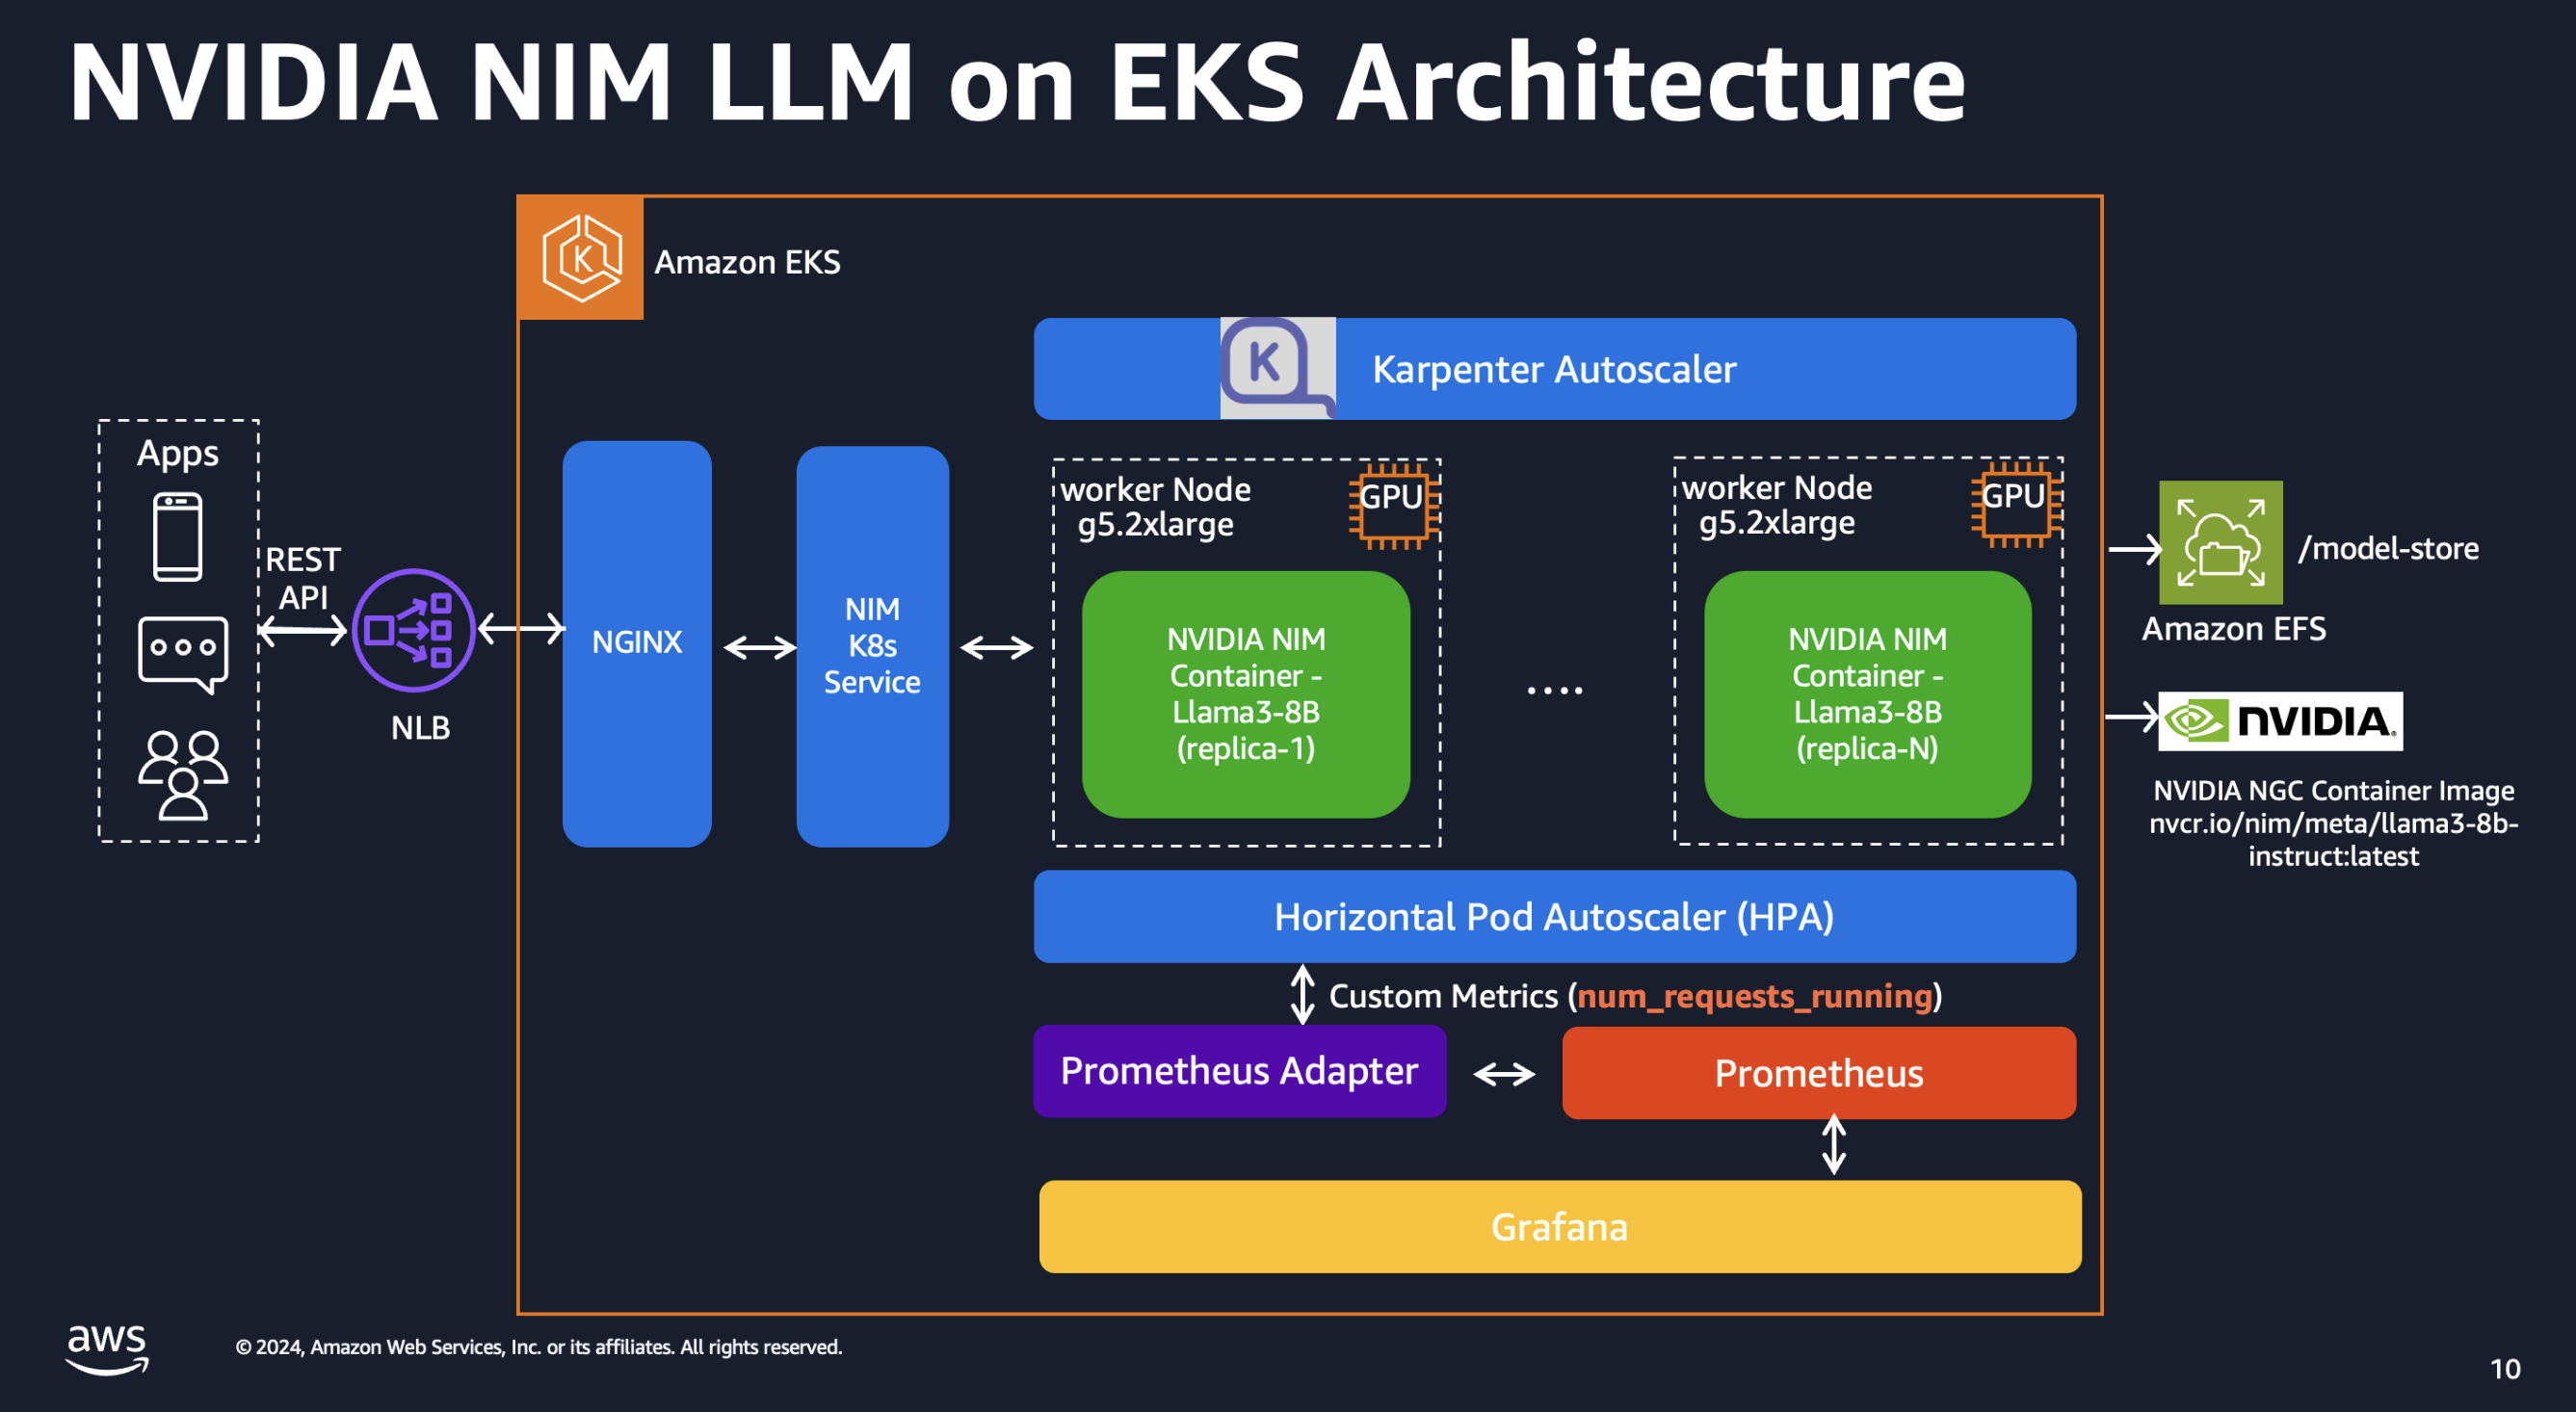 NVIDIA NIM LLM on EKS Architecture
K
Amazon EKS
K
Karpenter Autoscaler
Apps
REST
API
NLB
NGINX
NIM
K8s
Service
worker Node
g5.2xlarge
GPU
NVIDIA NIM
Container -
Llama3-8B
(replica-1)
....
worker Node
g5.2xlarge
GPU
NVIDIA NIM
Container -
Llama3-8B
(replica-N)
/model-store
Amazon EFS
NVIDIA
NVIDIA NGC Container Image
nvcr.io/nim/meta/llama3-8b-
instruct:latest
Horizontal Pod Autoscaler (HPA)
Custom Metrics (num_requests_running)
Prometheus Adapter
Prometheus
Grafana
aws
© 2024, Amazon Web Services, Inc. or its affiliates. All rights reserved.
10